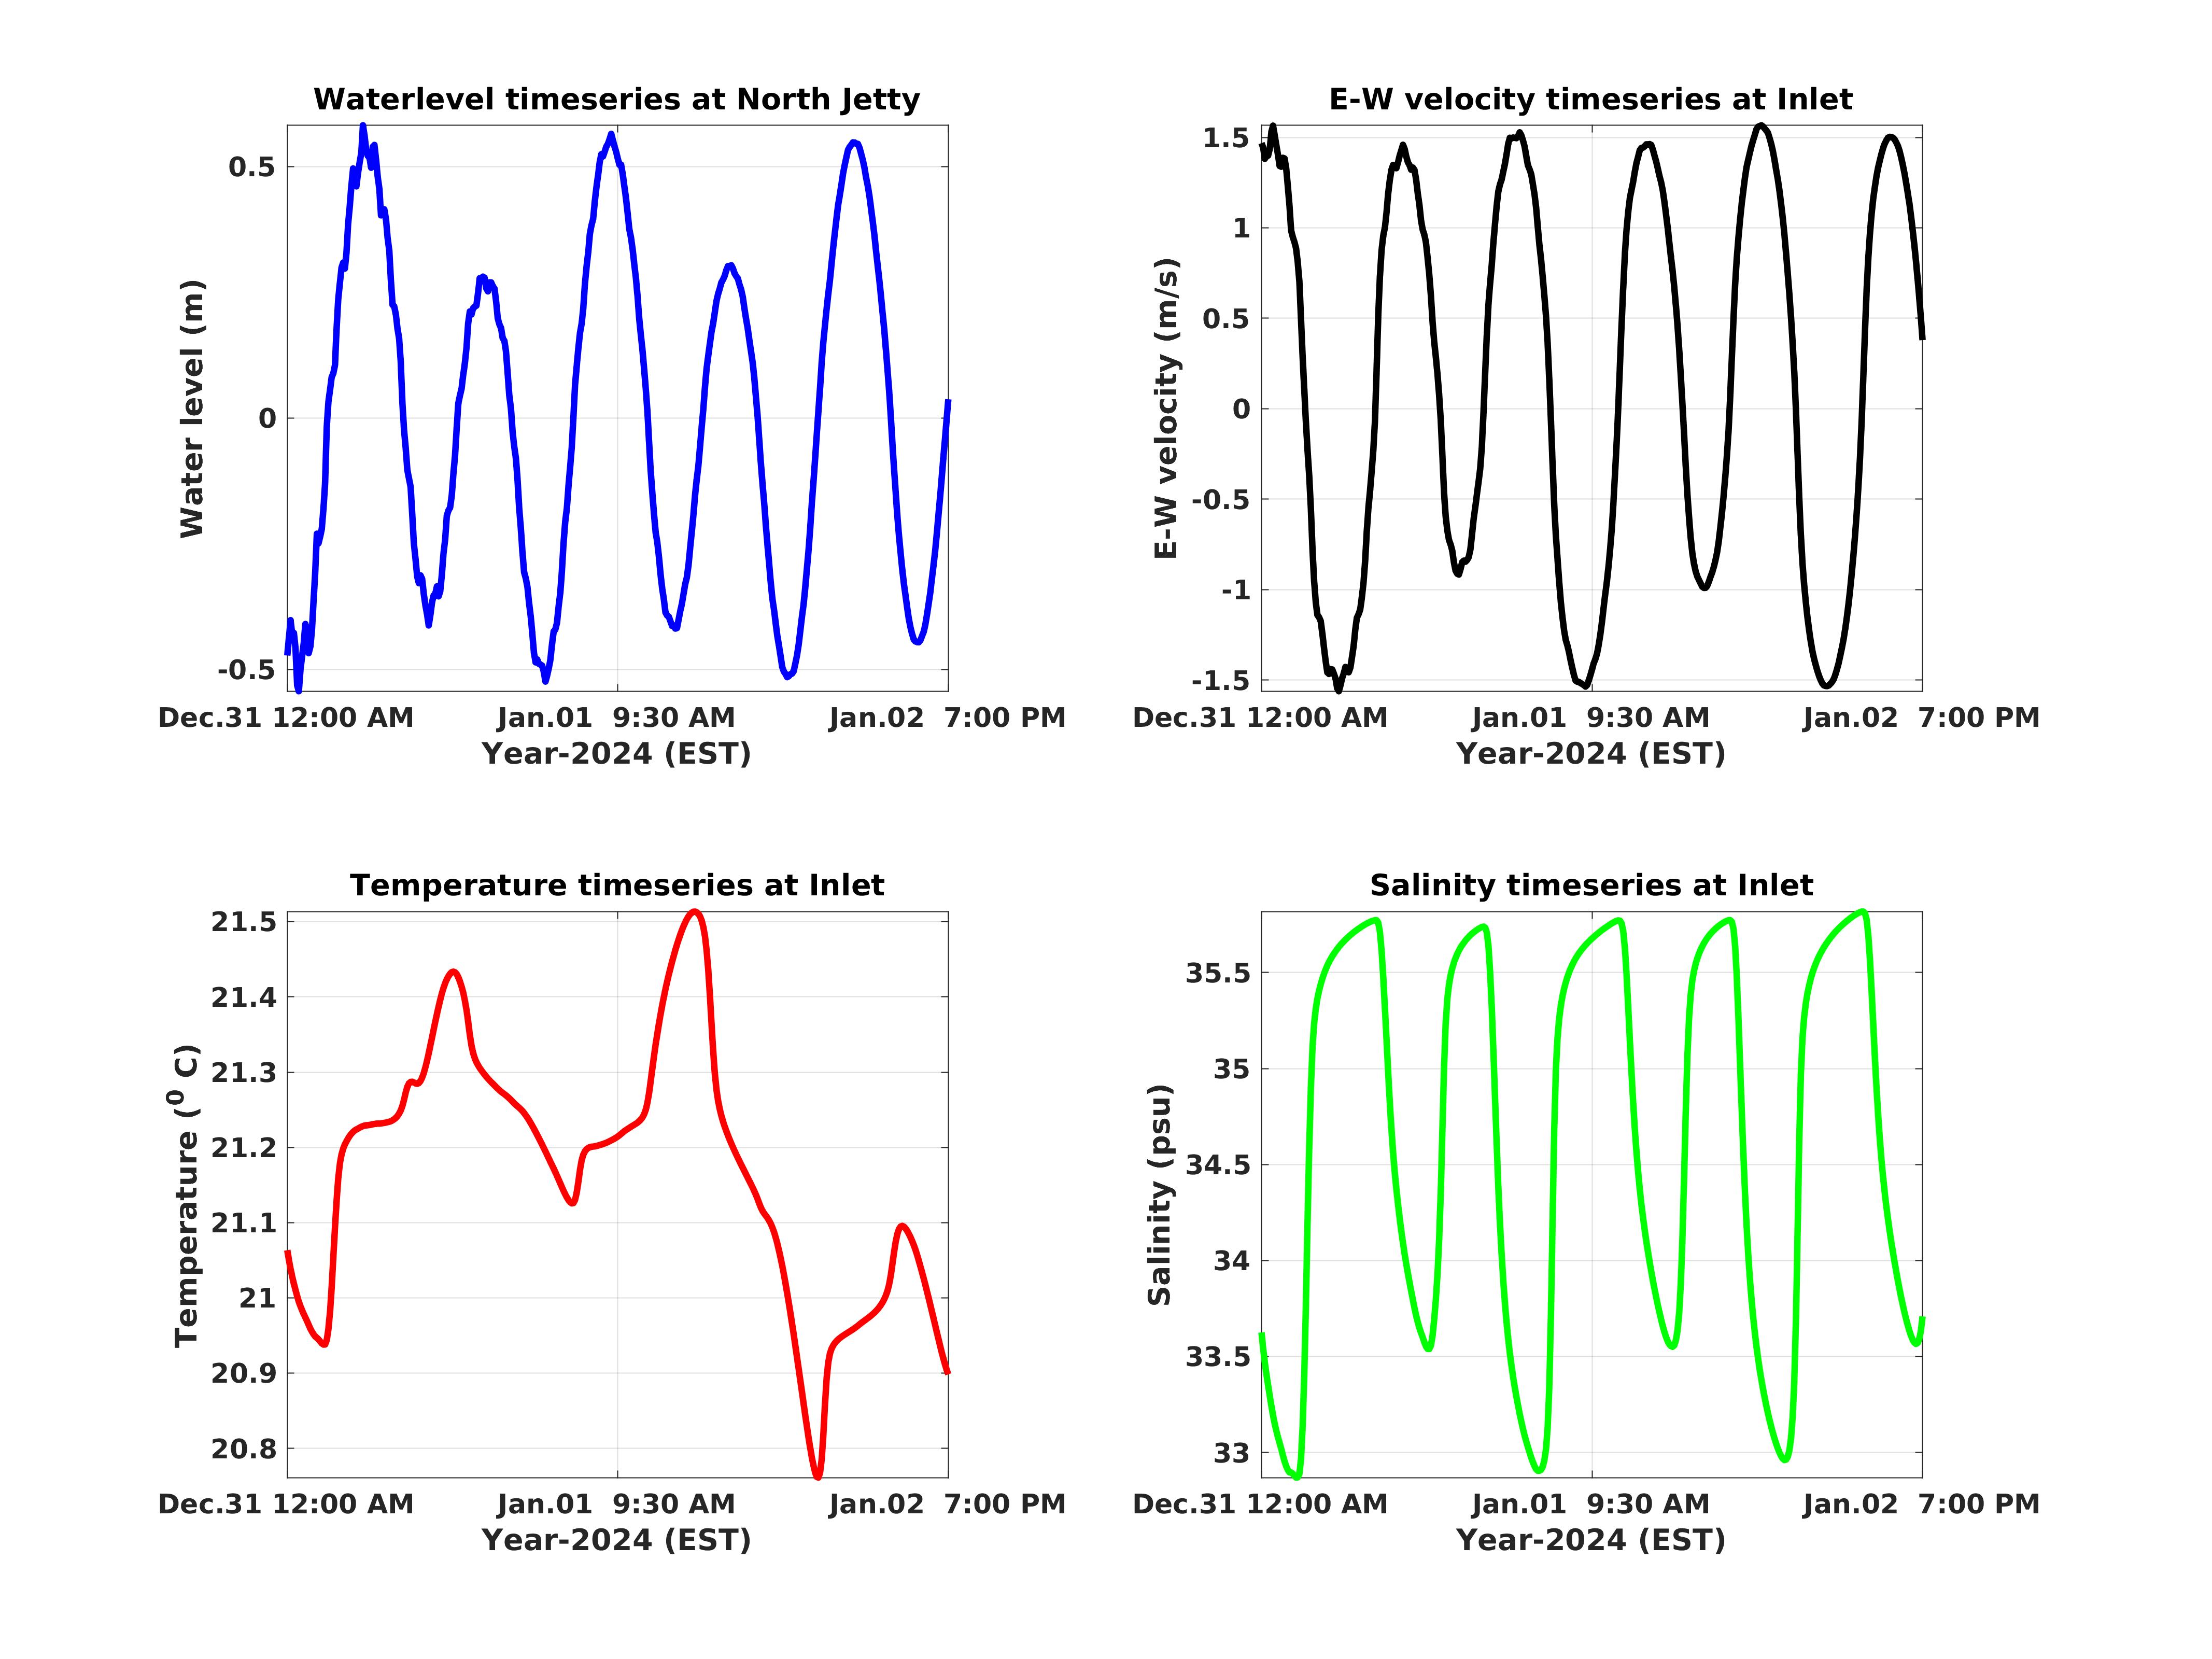 Waterlevel timeseries at North Jetty
0.5
0
-0.5
Water level (m)
Dec.31 12:00 AM Jan.01 9:30 AM Jan.02 7:00 PM
Year-2024 (EST)
E-W velocity timeseries at Inlet
1.5
1
0.5
0
-0.5
-1
-1.5
E-W velocity (m/s)
Dec.31 12:00 AM Jan.01 9:30 AM Jan.02 7:00 PM
Year-2024 (EST)
Temperature timeseries at Inlet
21.5
21.4
21.3
21.2
21.1
21
20.9
20.8
Temperature (⁰ C)
Dec.31 12:00 AM Jan.01 9:30 AM Jan.02 7:00 PM
Year-2024 (EST)
Salinity timeseries at Inlet
35.5
35
34.5
34
33.5
33
Salinity (psu)
Dec.31 12:00 AM Jan.01 9:30 AM Jan.02 7:00 PM
Year-2024 (EST)